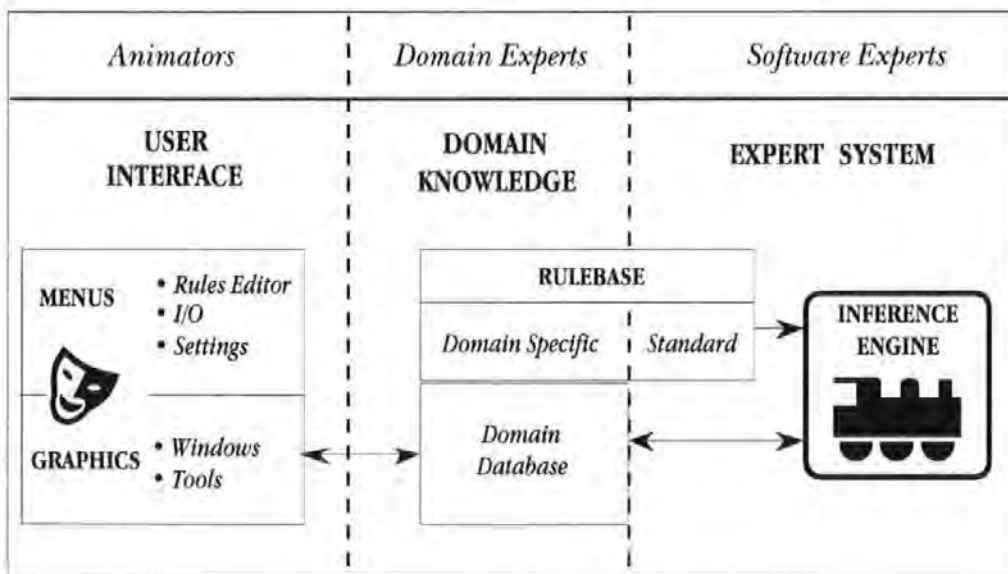 Animators
Domain Experts
Software Experts
USER
INTERFACE
DOMAIN
KNOWLEDGE
EXPERT SYSTEM
MENUS
• Rules Editor
• I/O
• Settings
GRAPHICS
• Windows
• Tools
RULEBASE
Domain Specific
Standard
Domain
Database
INFERENCE
ENGINE